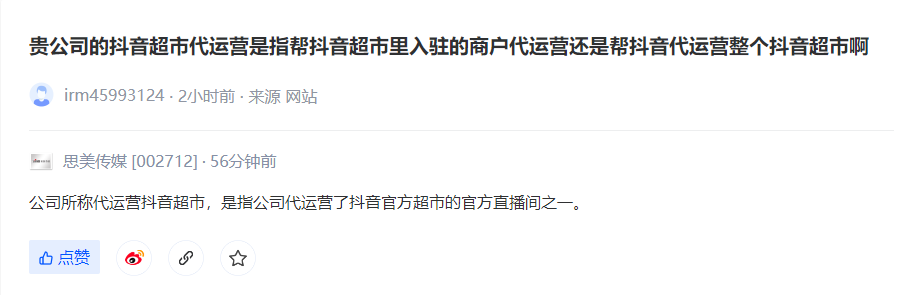 贵公司的抖音超市代运营是指帮抖音超市里入驻的商户代运营还是帮抖音代运营整个抖音超市啊
irm45993124 · 2小时前 · 来源 网站
思美传媒 [002712] · 56分钟前
公司所称代运营抖音超市，是指公司代运营了抖音官方超市的官方直播间之一。
点赞